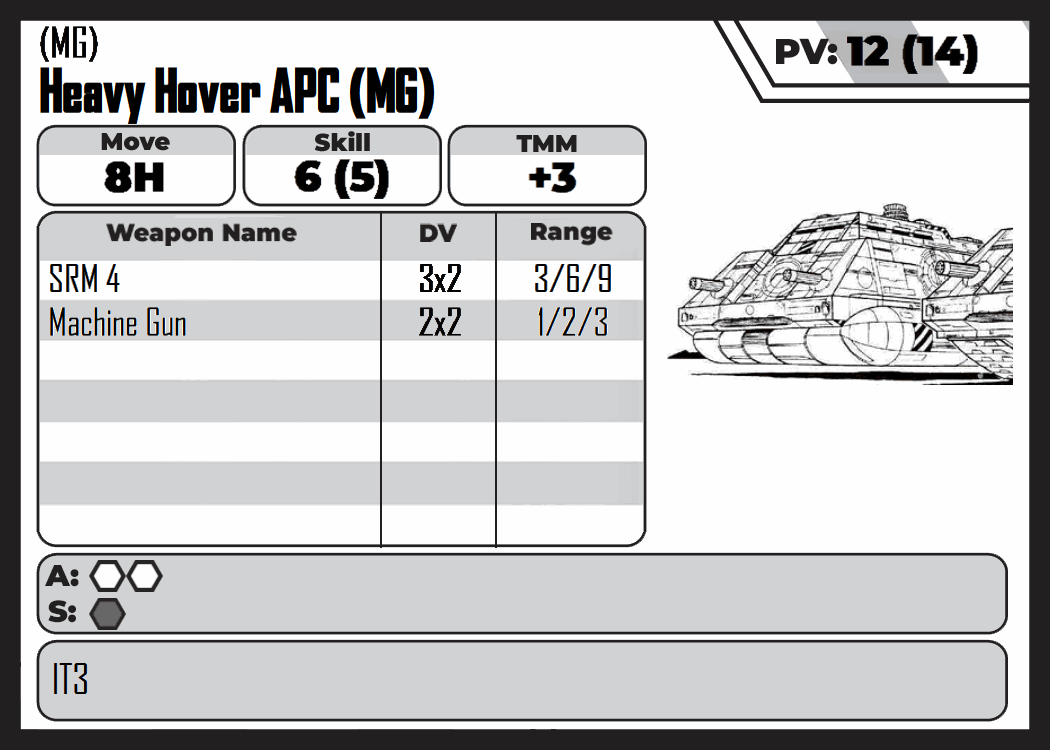 (MG)
Heavy Hover APC (MG)
PV: 12 (14)
Move Skill TMM
8H 6 (5) +3
Weapon Name DV Range
SRM 4 3x2 3/6/9
Machine Gun 2x2 1/2/3
A:
S:
IT3